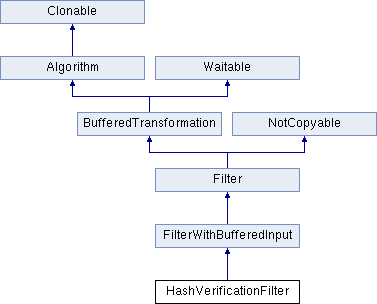 Clonable
Algorithm
Waitable
BufferedTransformation
NotCopyable
Filter
FilterWithBufferedInput
HashVerificationFilter